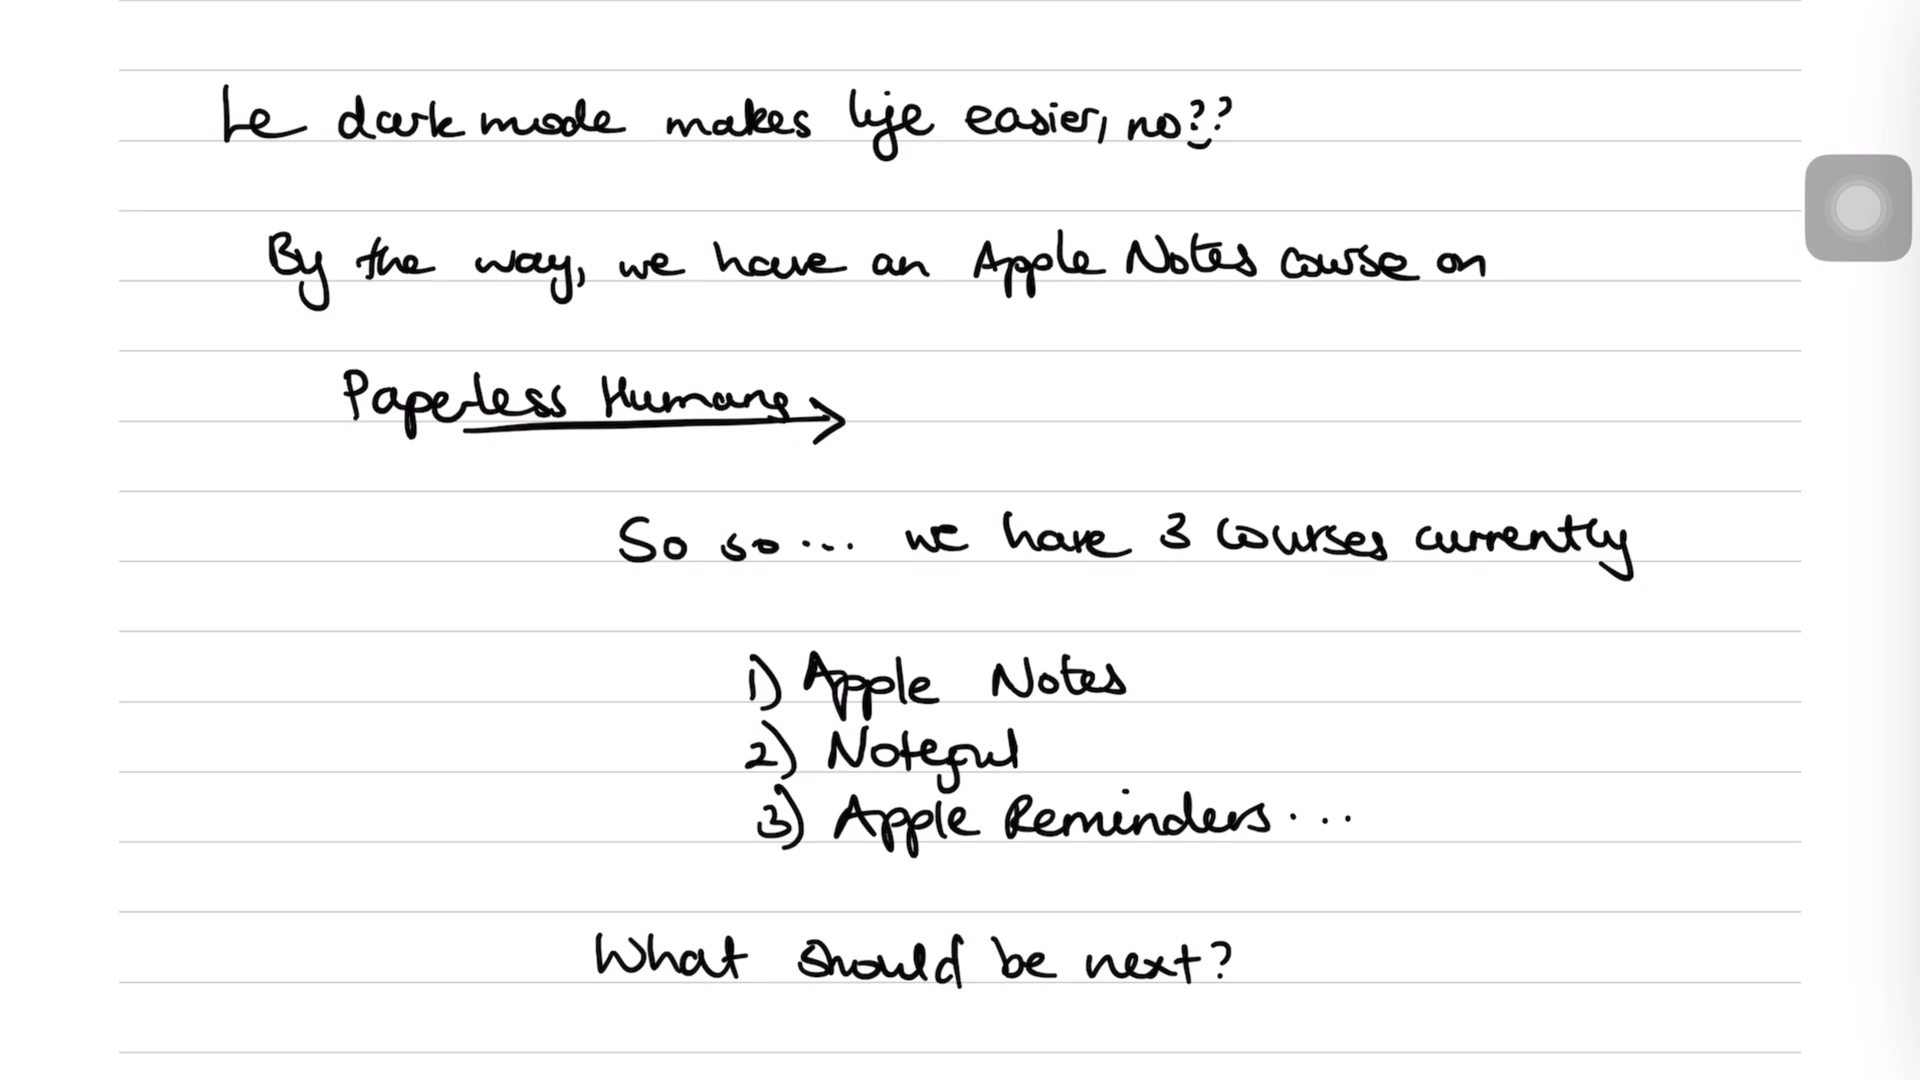 Le dark mode makes life easier, no??
By the way, we have an Apple Notes course on
Paperless Humans
So so... we have 3 courses currently
1) Apple Notes
2) Noteful
3) Apple Reminders...
What should be next?